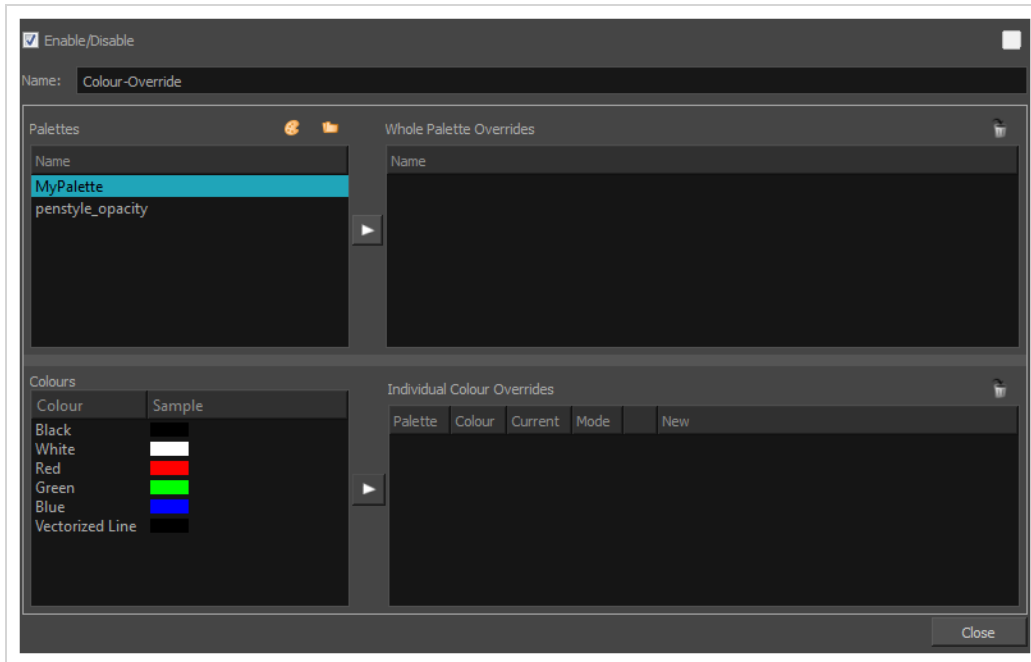 Enable/Disable
Name: Colour-Override
Palettes
Name
MyPalette
penstyle_opacity
Whole Palette Overrides
Name
Colours
Colour Sample
Black
White
Red
Green
Blue
Vectorized Line
Individual Colour Overrides
Palette Colour Current Mode New
Close